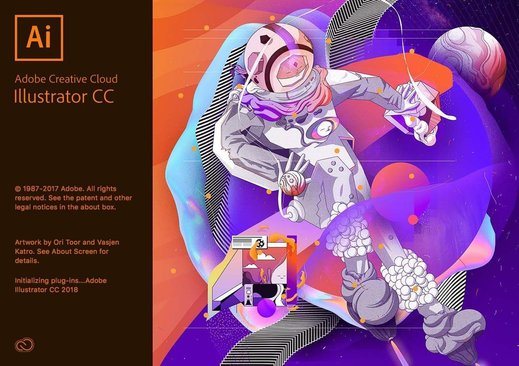 Ai
Adobe Creative Cloud
Illustrator CC
© 1987-2017 Adobe. All rights
reserved. See the patent and other
legal notices in the about box.
Artwork by Ori Toor and Vasjen
Katro. See About Screen for
details.
Initializing plug-ins...Adobe
Illustrator CC 2018